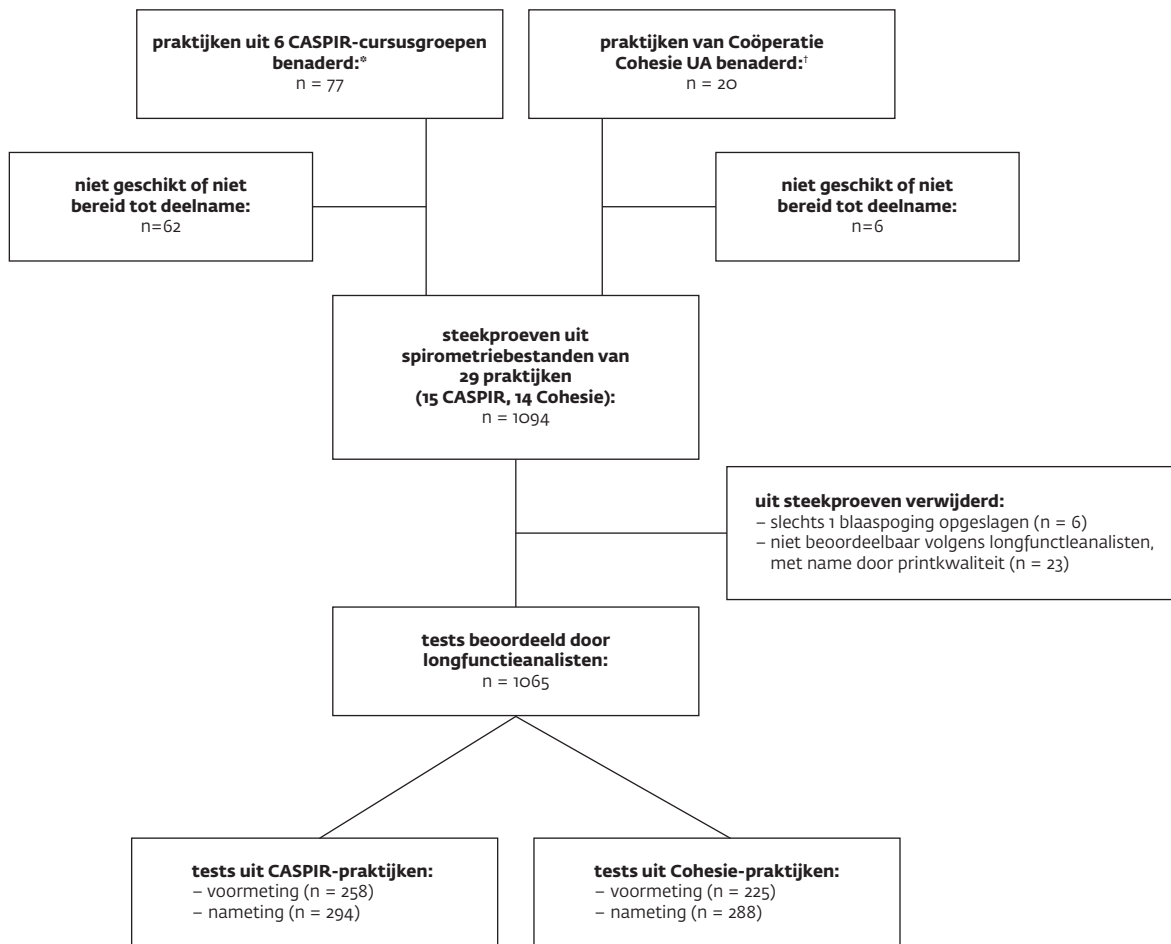 praktijken uit 6 CASPIR-cursusgroepen
benaderd:*
n = 77
praktijken van Coöperatie
Cohesie UA benaderd:†
n = 20
niet geschikt of niet
bereid tot deelname:
n=62
niet geschikt of niet
bereid tot deelname:
n=6
steekproeven uit
spirometriebestanden van
29 praktijken
(15 CASPIR, 14 Cohesie):
n = 1094
uit steekproeven verwijderd:
– slechts 1 blaaspoging opgeslagen (n = 6)
– niet beoordeelbaar volgens longfunctleanalisten,
met name door printkwaliteit (n = 23)
tests beoordeeld door
longfunctieanalisten:
n = 1065
tests uit CASPIR-praktijken:
– voormeting (n = 258)
– nameting (n = 294)
tests uit Cohesie-praktijken:
– voormeting (n = 225)
– nameting (n = 288)